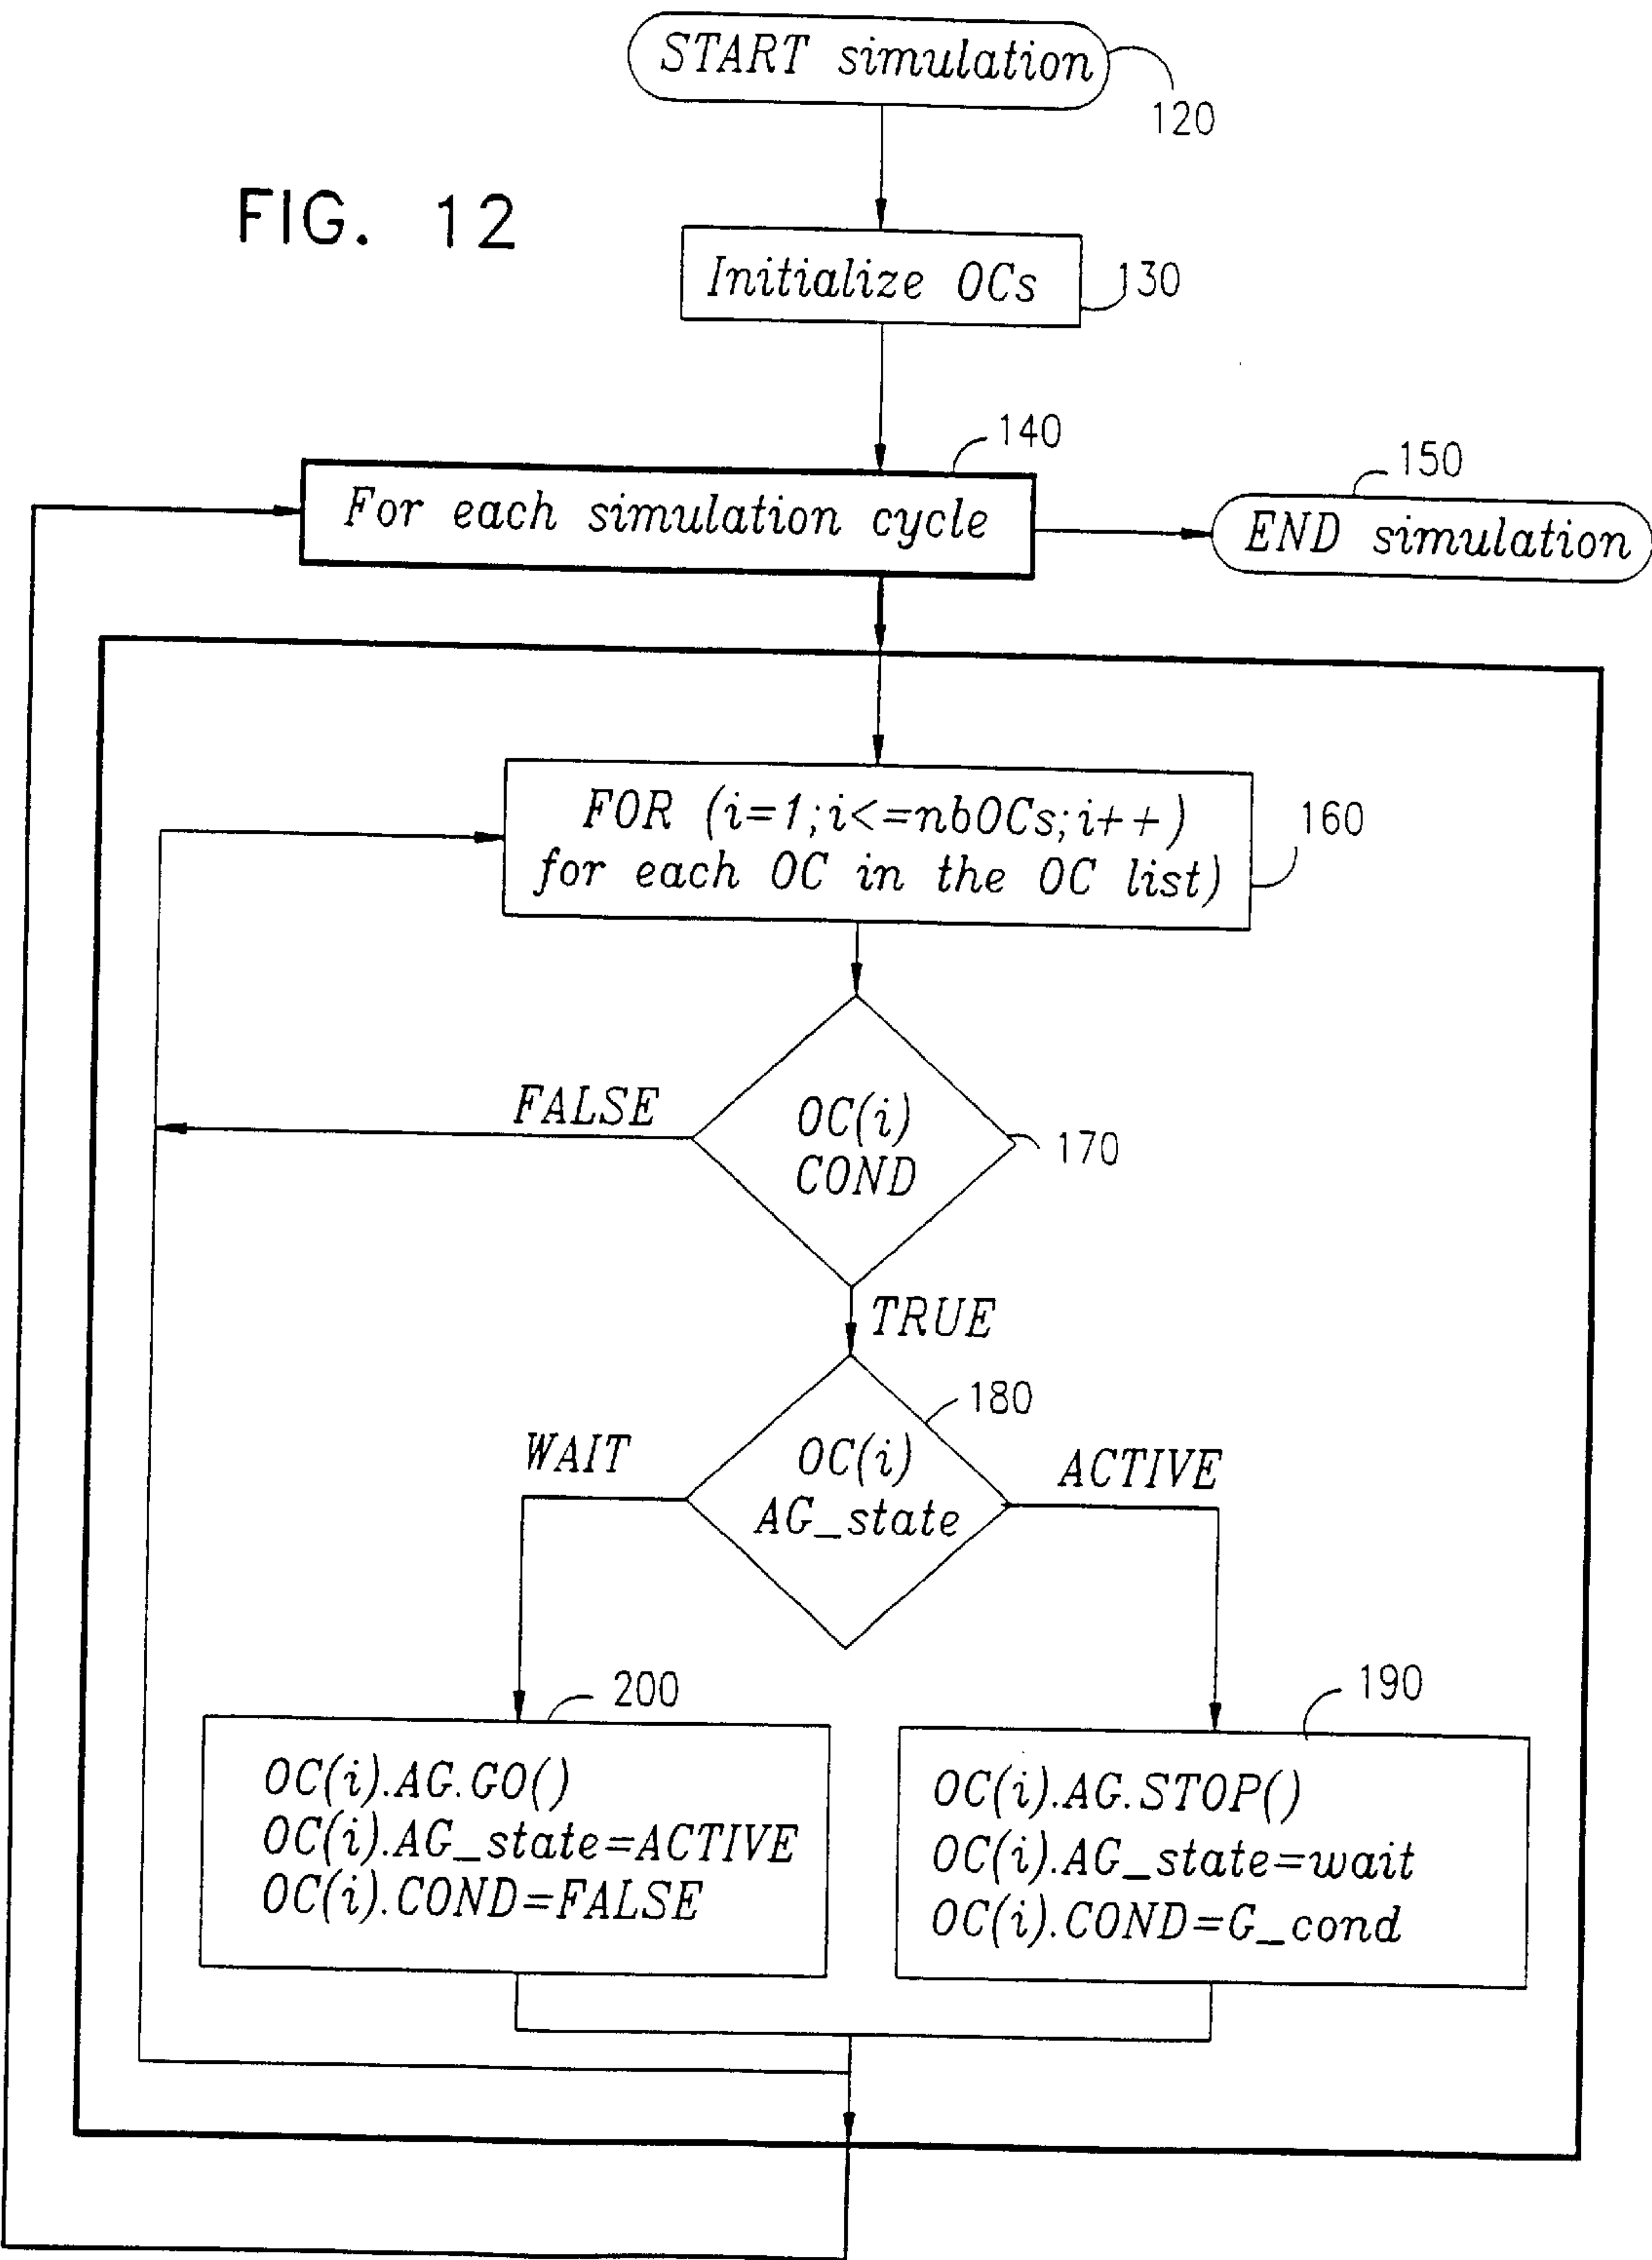 START simulation
120
FIG. 12
Initialize OCs
130
140
For each simulation cycle
150
END simulation
FOR (i=1;i<=nbOCs;i++)
for each OC in the OC list)
160
FALSE
OC(i)
COND
170
TRUE
180
WAIT
OC(i)
AG_state
ACTIVE
200
OC(i).AG.GO()
OC(i).AG_state=ACTIVE
OC(i).COND=FALSE
190
OC(i).AG.STOP()
OC(i).AG_state=wait
OC(i).COND=G_cond